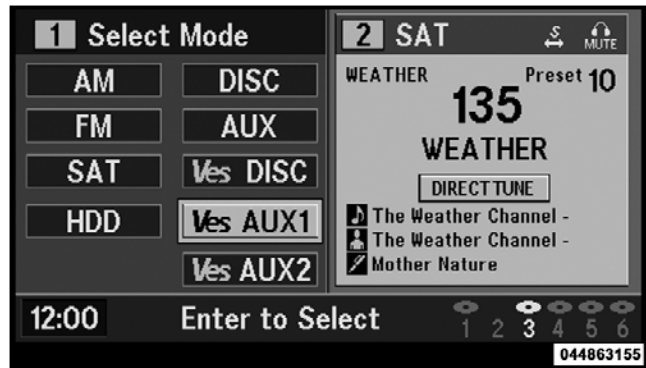 1 Select Mode
AM
DISC
FM
AUX
SAT
Ves DISC
HDD
Ves AUX1
Ves AUX2
2 SAT
S
MUTE
WEATHER
Preset 10
135
WEATHER
DIRECT TUNE
The Weather Channel -
The Weather Channel -
Mother Nature
12:00
Enter to Select
1 2 3 4 5 6
044863155